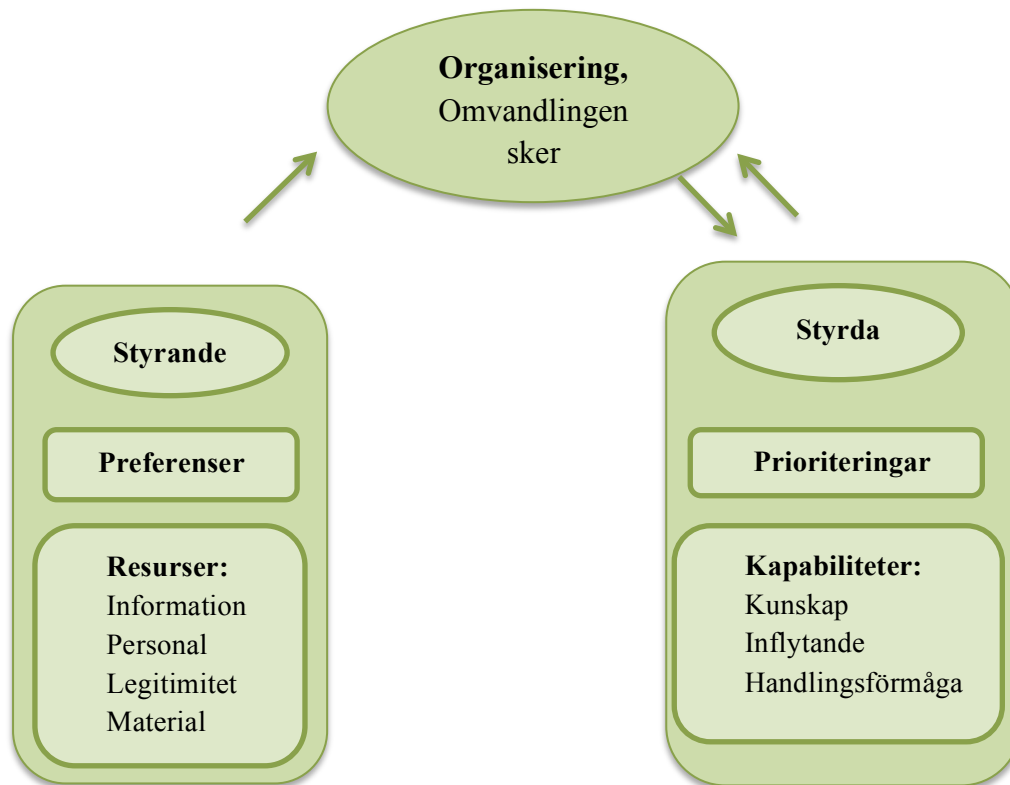 Organisering,
Omvandlingen
sker
Styrande
Preferenser
Resurser:
Information
Personal
Legitimitet
Material
Styrda
Prioriteringar
Kapabiliteter:
Kunskap
Inflytande
Handlingsförmåga